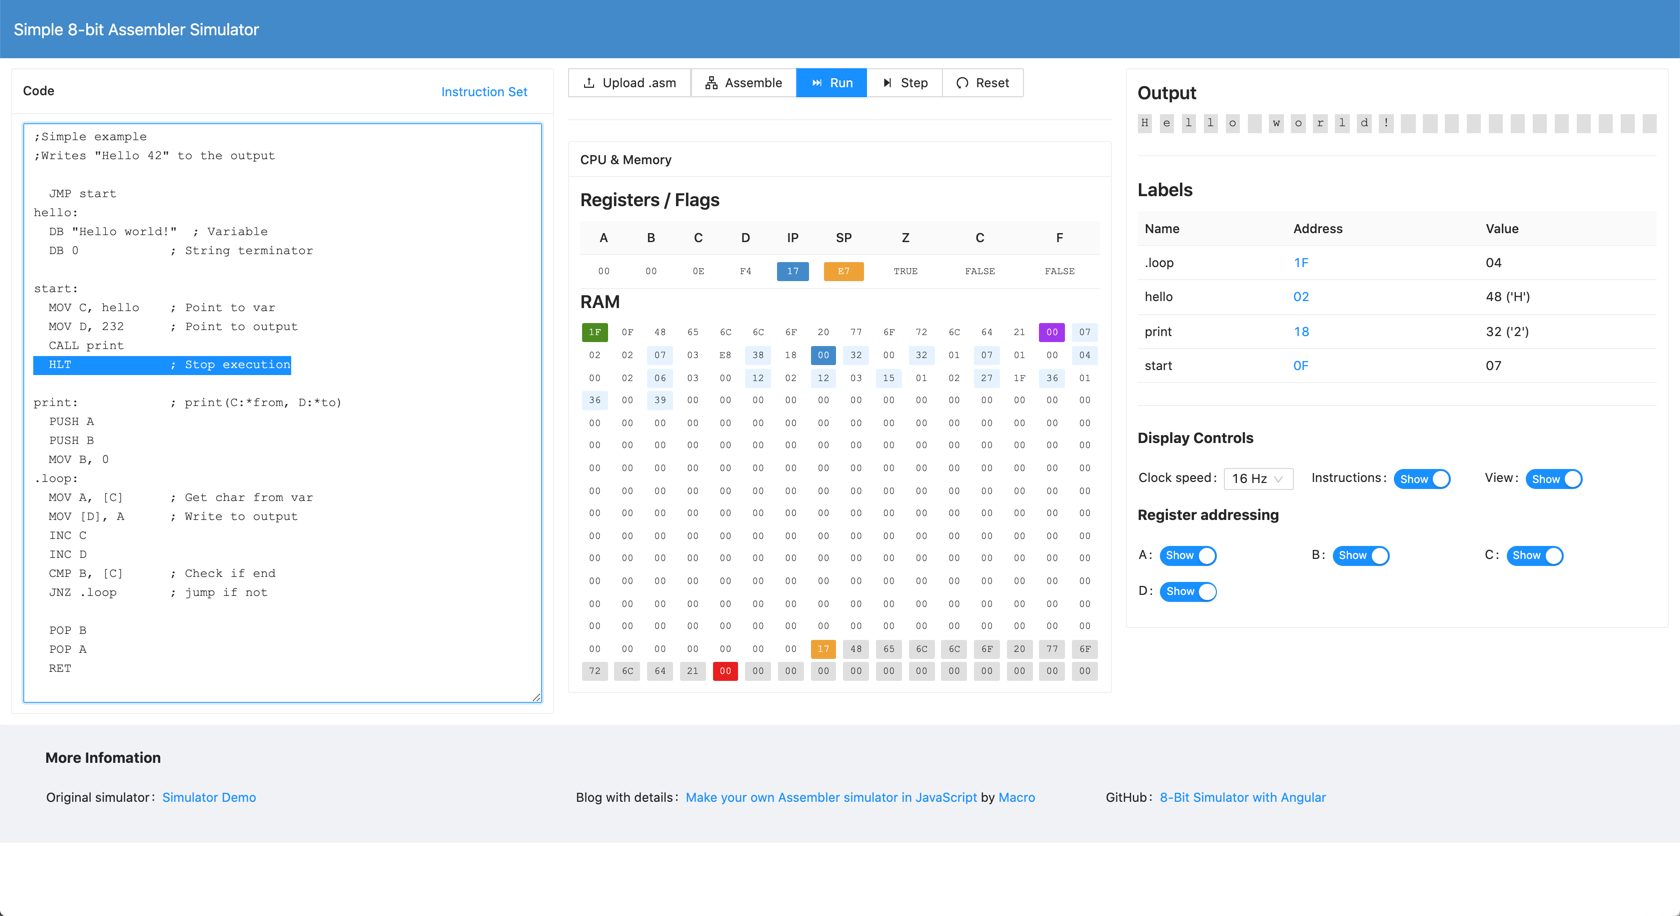 Simple 8-bit Assembler Simulator
Code
Instruction Set
;Simple example
;Writes "Hello 42" to the output
JMP start
hello:
DB "Hello world!"  ; Variable
DB 0            ; String terminator
start:
MOV C, hello    ; Point to var
MOV D, 232      ; Point to output
CALL print
HLT             ; Stop execution
print:            ; print(C:*from, D:*to)
PUSH A
PUSH B
MOV B, 0
.loop:
MOV A, [C]      ; Get char from var
MOV [D], A      ; Write to output
INC C
INC D
CMP B, [C]      ; Check if end
JNZ .loop       ; jump if not
POP B
POP A
RET
Upload .asm
Assemble
Run
Step
Reset
CPU & Memory
Registers / Flags
A B C D IP SP Z C F
00 00 0E F4 17 E7 TRUE FALSE FALSE
RAM
1F 0F 48 65 6C 6C 6F 20 77 6F 72 6C 64 21 00 07
02 02 07 03 E8 38 18 00 32 00 32 01 07 01 00 04
00 02 06 03 00 12 02 12 03 15 01 02 27 1F 36 01
36 00 39 00 00 00 00 00 00 00 00 00 00 00 00 00
00 00 00 00 00 00 00 00 00 00 00 00 00 00 00 00
00 00 00 00 00 00 00 00 00 00 00 00 00 00 00 00
00 00 00 00 00 00 00 00 00 00 00 00 00 00 00 00
00 00 00 00 00 00 00 00 00 00 00 00 00 00 00 00
00 00 00 00 00 00 00 00 00 00 00 00 00 00 00 00
00 00 00 00 00 00 00 00 00 00 00 00 00 00 00 00
00 00 00 00 00 00 00 00 00 00 00 00 00 00 00 00
00 00 00 00 00 00 00 00 00 00 00 00 00 00 00 00
00 00 00 00 00 00 00 00 00 00 00 00 00 00 00 00
00 00 00 00 00 00 00 00 00 00 00 00 00 00 00 00
00 00 00 00 00 00 00 17 48 65 6C 6C 6F 20 77 6F
72 6C 64 21 00 00 00 00 00 00 00 00 00 00 00 00
Output
H e l l o w o r l d !
Labels
Name Address Value
.loop 1F 04
hello 02 48 ('H')
print 18 32 ('2')
start 0F 07
Display Controls
Clock speed: 16 Hz Instructions: Show View: Show
Register addressing
A: Show B: Show C: Show
D: Show
More Infomation
Original simulator: Simulator Demo
Blog with details: Make your own Assembler simulator in JavaScript by Macro
GitHub: 8-Bit Simulator with Angular